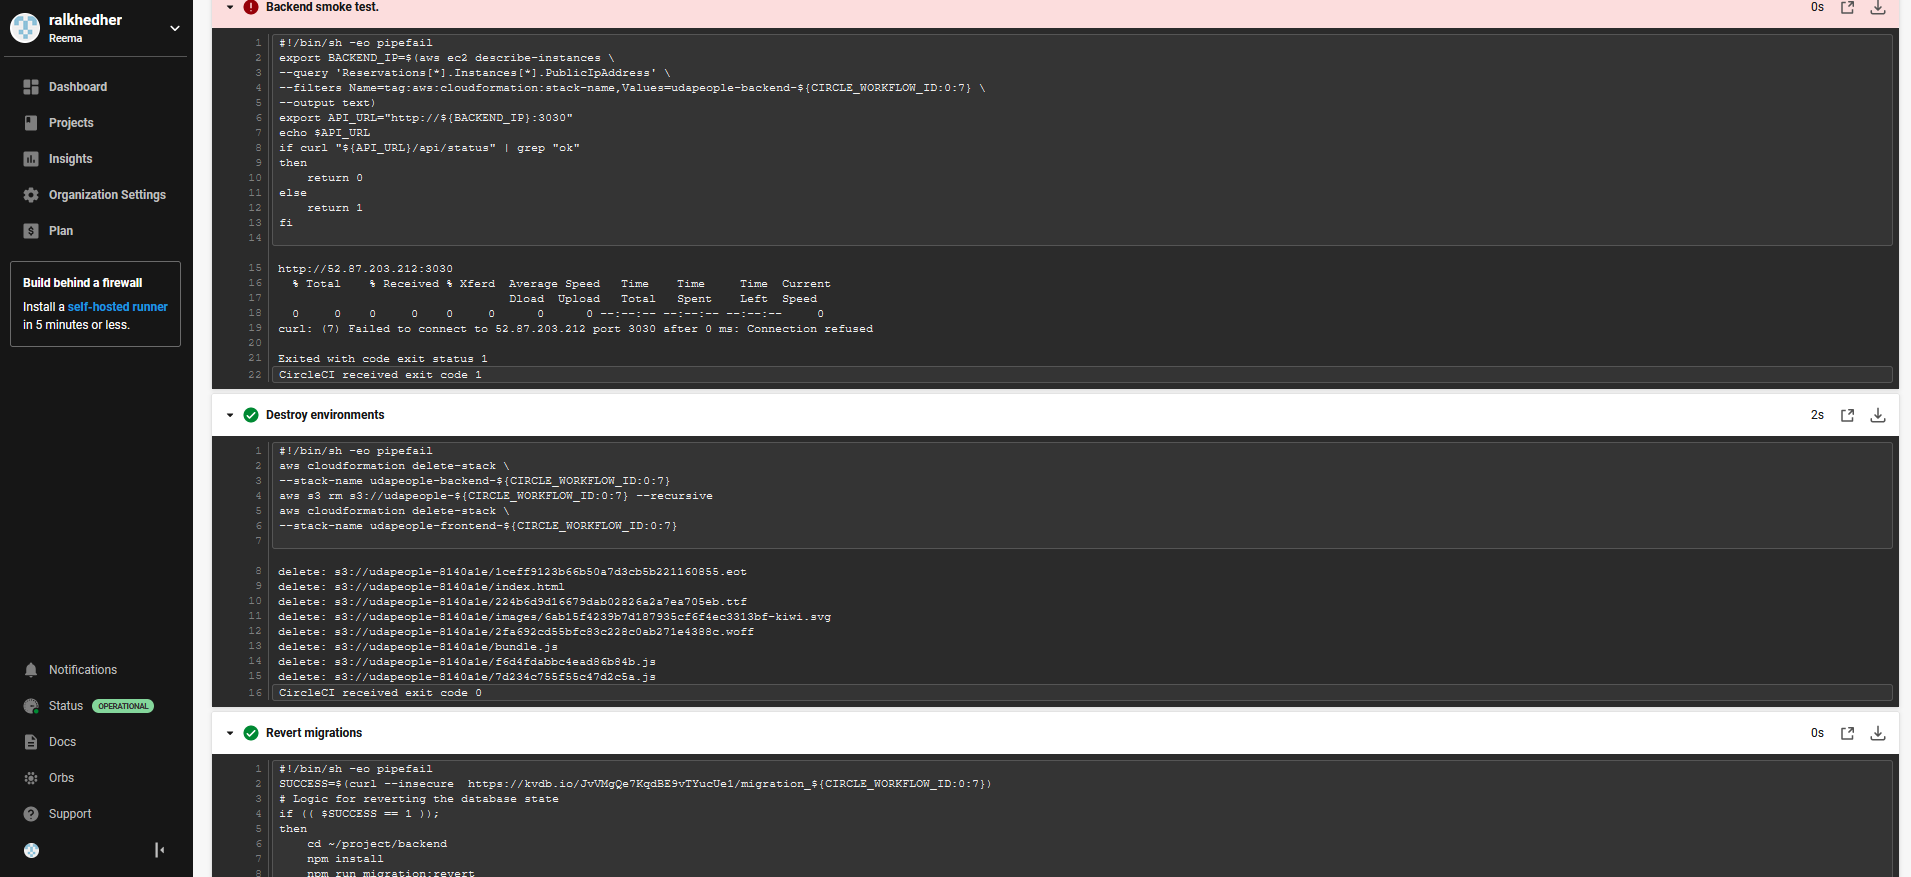 ralkhedher
Reema
Dashboard
Projects
Insights
Organization Settings
Plan
Build behind a firewall
Install a self-hosted runner
in 5 minutes or less.
Notifications
Status OPERATIONAL
Docs
Orbs
Support
Backend smoke test. 0s
1 #!/bin/sh -eo pipefail
2 export BACKEND_IP=$(aws ec2 describe-instances \
3 --query 'Reservations[*].Instances[*].PublicIpAddress' \
4 --filters Name=tag:aws:cloudformation:stack-name,Values=udapeople-backend-${CIRCLE_WORKFLOW_ID:0:7} \
5 --output text)
6 export API_URL="http://${BACKEND_IP}:3030"
7 echo $API_URL
8 if curl "${API_URL}/api/status" | grep "ok"
9 then
10 return 0
11 else
12 return 1
13 fi
14
15 http://52.87.203.212:3030
16 % Total % Received % Xferd Average Speed Time Time Time Current
17 Dload Upload Total Spent Left Speed
18 0 0 0 0 0 0 0 0 --:--:-- --:--:-- --:--:-- 0
19 curl: (7) Failed to connect to 52.87.203.212 port 3030 after 0 ms: Connection refused
20
21 Exited with code exit status 1
22 CircleCI received exit code 1
Destroy environments 2s
1 #!/bin/sh -eo pipefail
2 aws cloudformation delete-stack \
3 --stack-name udapeople-backend-${CIRCLE_WORKFLOW_ID:0:7}
4 aws s3 rm s3://udapeople-${CIRCLE_WORKFLOW_ID:0:7} --recursive
5 aws cloudformation delete-stack \
6 --stack-name udapeople-frontend-${CIRCLE_WORKFLOW_ID:0:7}
7
8 delete: s3://udapeople-8140a1e/1ceff9123b66b50a7d3cb5b221160855.eot
9 delete: s3://udapeople-8140a1e/index.html
10 delete: s3://udapeople-8140a1e/224b6d9d16679dab02826a2a7ea705eb.ttf
11 delete: s3://udapeople-8140a1e/images/6ab15f4239b7d187935cf6f4ec3313bf-kiwi.svg
12 delete: s3://udapeople-8140a1e/2fa692cd55bfc83c228c0ab271e4388c.woff
13 delete: s3://udapeople-8140a1e/bundle.js
14 delete: s3://udapeople-8140a1e/f6d4fdabbc4ead86b84b.js
15 delete: s3://udapeople-8140a1e/7d234c755f55c47d2c5a.js
16 CircleCI received exit code 0
Revert migrations 0s
1 #!/bin/sh -eo pipefail
2 SUCCESS=$(curl --insecure https://kvdb.io/JvVMgQe7KqdBE9vTYucUe1/migration_${CIRCLE_WORKFLOW_ID:0:7})
3 # Logic for reverting the database state
4 if (( $SUCCESS == 1 ));
5 then
6 cd ~/project/backend
7 npm install
8 npm run migration:revert